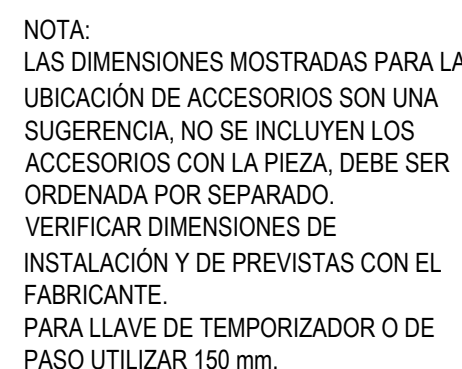 NOTA:
LAS DIMENSIONES MOSTRADAS PARA LA
UBICACIÓN DE ACCESORIOS SON UNA
SUGERENCIA, NO SE INCLUYEN LOS
ACCESORIOS CON LA PIEZA, DEBE SER
ORDENADA POR SEPARADO.
VERIFICAR DIMENSIONES DE
INSTALACIÓN Y DE PREVISTAS CON EL
FABRICANTE.
PARA LLAVE DE TEMPORIZADOR O DE
PASO UTILIZAR 150 mm.